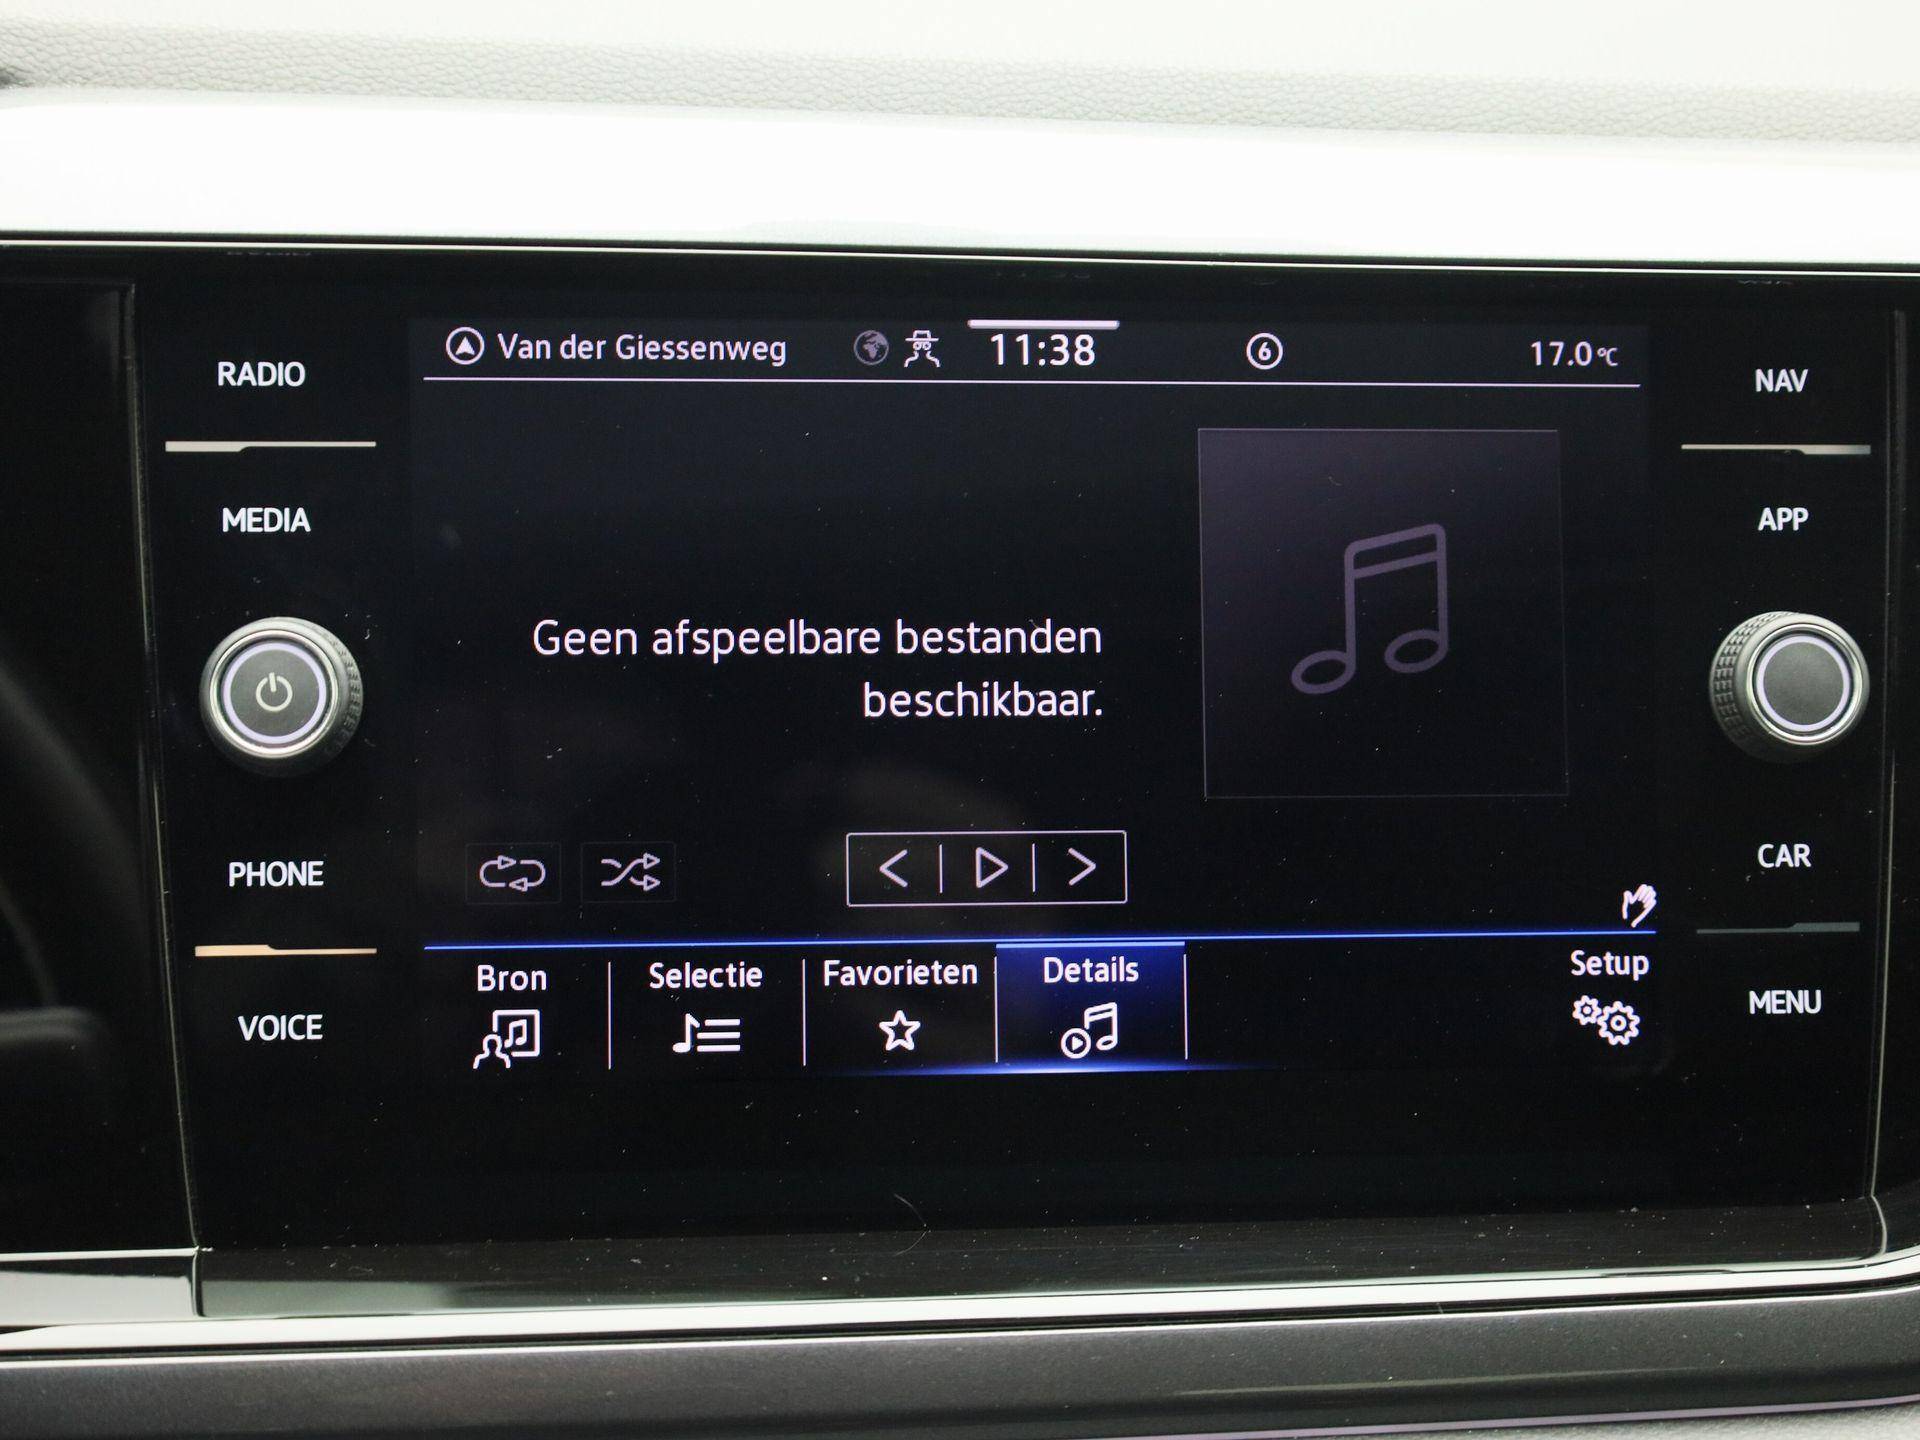 RADIO
MEDIA
PHONE
VOICE
Van der Giessenweg 11:38 6 17.0 °C
Geen afspeelbare bestanden
beschikbaar.
Bron Selectie Favorieten Details Setup
NAV
APP
CAR
MENU